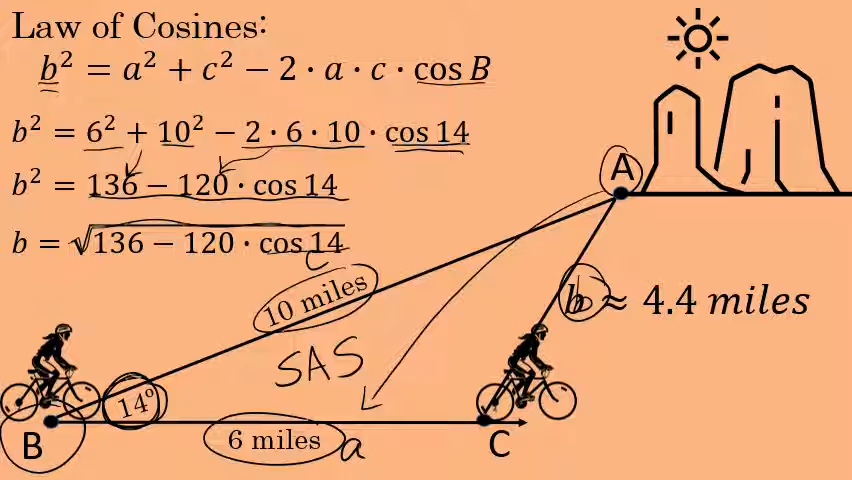 Law of Cosines:
b² = a² + c² − 2 · a · c · cos B
b² = 6² + 10² − 2 · 6 · 10 · cos 14
b² = 136 − 120 · cos 14
b = √136 − 120 · cos 14
A
c
10 miles
b ≈ 4.4 miles
SAS
14°
B
6 miles
a
C